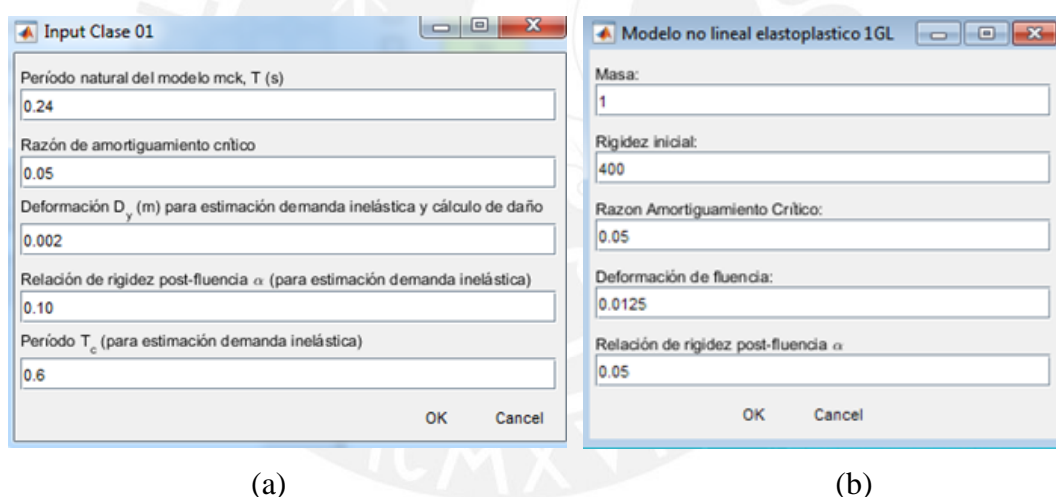 Input Clase 01
Período natural del modelo mck, T (s)
0.24
Razón de amortiguamiento crítico
0.05
Deformación D_y (m) para estimación demanda inelástica y cálculo de daño
0.002
Relación de rigidez post-fluencia α (para estimación demanda inelástica)
0.10
Período T_c (para estimación demanda inelástica)
0.6
OK Cancel
(a)
Modelo no lineal elastoplastico 1GL
Masa:
1
Rigidez inicial:
400
Razon Amortiguamiento Crítico:
0.05
Deformación de fluencia:
0.0125
Relación de rigidez post-fluencia α
0.05
OK Cancel
(b)